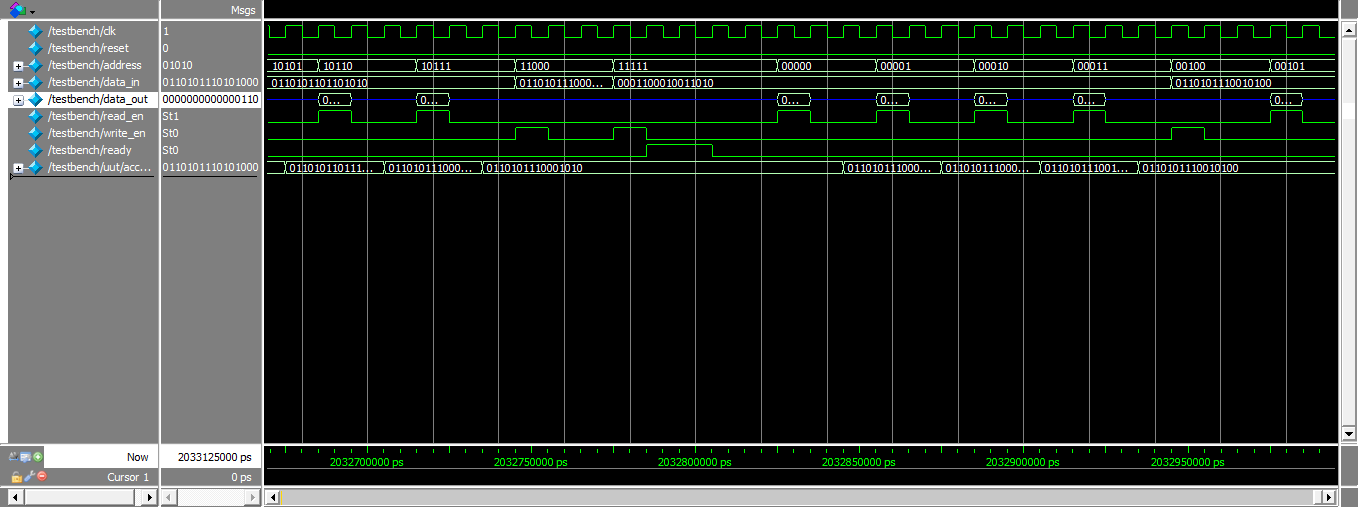 Msgs
/testbench/clk 1
/testbench/reset 0
/testbench/address 01010 10101 10110 10111 11000 11111 00000 00001 00010 00011 00100 00101
/testbench/data_in 0110101110101000 0110101101101010 011010111000... 0001100010011010 0110101110010100
/testbench/data_out 0000000000000110 0... 0... 0... 0... 0... 0... 0...
/testbench/read_en St1
/testbench/write_en St0
/testbench/ready St0
/testbench/uut/acc... 0110101110101000 011010110111... 011010111000... 0110101110001010 011010111000... 011010111000... 011010111001... 0110101110010100
Now 2033125000 ps 2032700000 ps 2032750000 ps 2032800000 ps 2032850000 ps 2032900000 ps 2032950000 ps
Cursor 1 0 ps